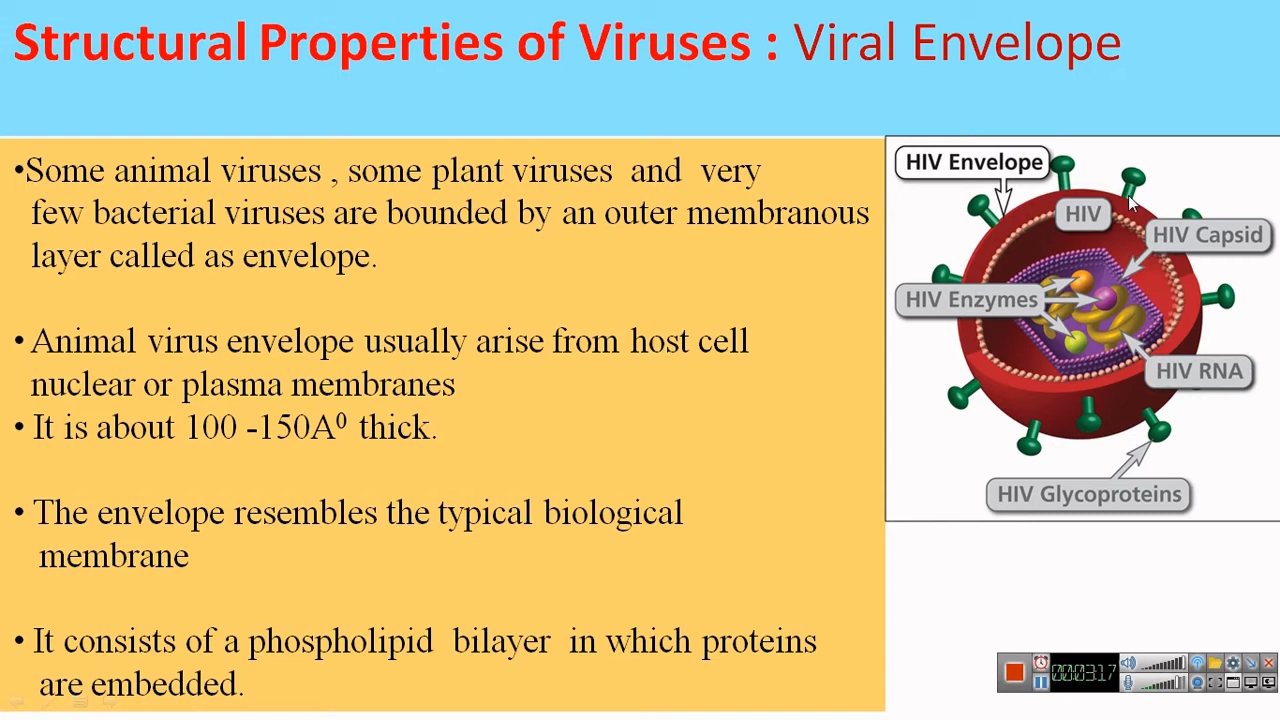 Structural Properties of Viruses : Viral Envelope
•Some animal viruses , some plant viruses and very
few bacterial viruses are bounded by an outer membranous
layer called as envelope.
• Animal virus envelope usually arise from host cell
nuclear or plasma membranes
• It is about 100 -150A⁰ thick.
• The envelope resembles the typical biological
membrane
• It consists of a phospholipid bilayer in which proteins
are embedded.
HIV Envelope
HIV
HIV Capsid
HIV Enzymes
HIV RNA
HIV Glycoproteins
00:03:17